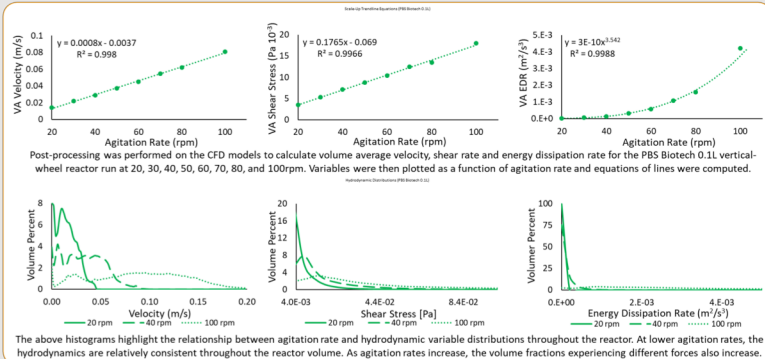 Scale-Up Trendline Equations (PBS Biotech 0.1L)
0.1
0.08
0.06
0.04
0.02
0
y = 0.0008x - 0.0037
R² = 0.998
VA Velocity (m/s)
20 40 60 80 100
Agitation Rate (rpm)
20
15
10
5
0
y = 0.1765x - 0.069
R² = 0.9966
VA Shear Stress (Pa 10⁻³)
20 40 60 80 100
Agitation Rate (rpm)
5.E-3
4.E-3
3.E-3
2.E-3
1.E-3
0.E+0
y = 3E-10x³·⁵⁴²
R² = 0.9988
VA EDR (m²/s³)
20 40 60 80 100
Agitation Rate (rpm)
Post-processing was performed on the CFD models to calculate volume average velocity, shear rate and energy dissipation rate for the PBS Biotech 0.1L vertical-
wheel reactor run at 20, 30, 40, 50, 60, 70, 80, and 100rpm. Variables were then plotted as a function of agitation rate and equations of lines were computed.
Hydrodynamic Distributions (PBS Biotech 0.1L)
8
6
4
2
0
Volume Percent
0.00 0.05 0.10 0.15 0.20
Velocity (m/s)
20 rpm 40 rpm 100 rpm
20
16
12
8
4
0
Volume Percent
4.0E-03 4.4E-02 8.4E-02
Shear Stress [Pa]
20 rpm 40 rpm 100 rpm
100
75
50
25
0
Volumer Percent
0.E+00 2.E-03 4.E-03
Energy Dissipation Rate (m²/s³)
20 rpm 40 rpm 100 rpm
The above histograms highlight the relationship between agitation rate and hydrodynamic variable distributions throughout the reactor. At lower agitation rates, the
hydrodynamics are relatively consistent throughout the reactor volume. As agitation rates increase, the volume fractions experiencing different forces also increase.